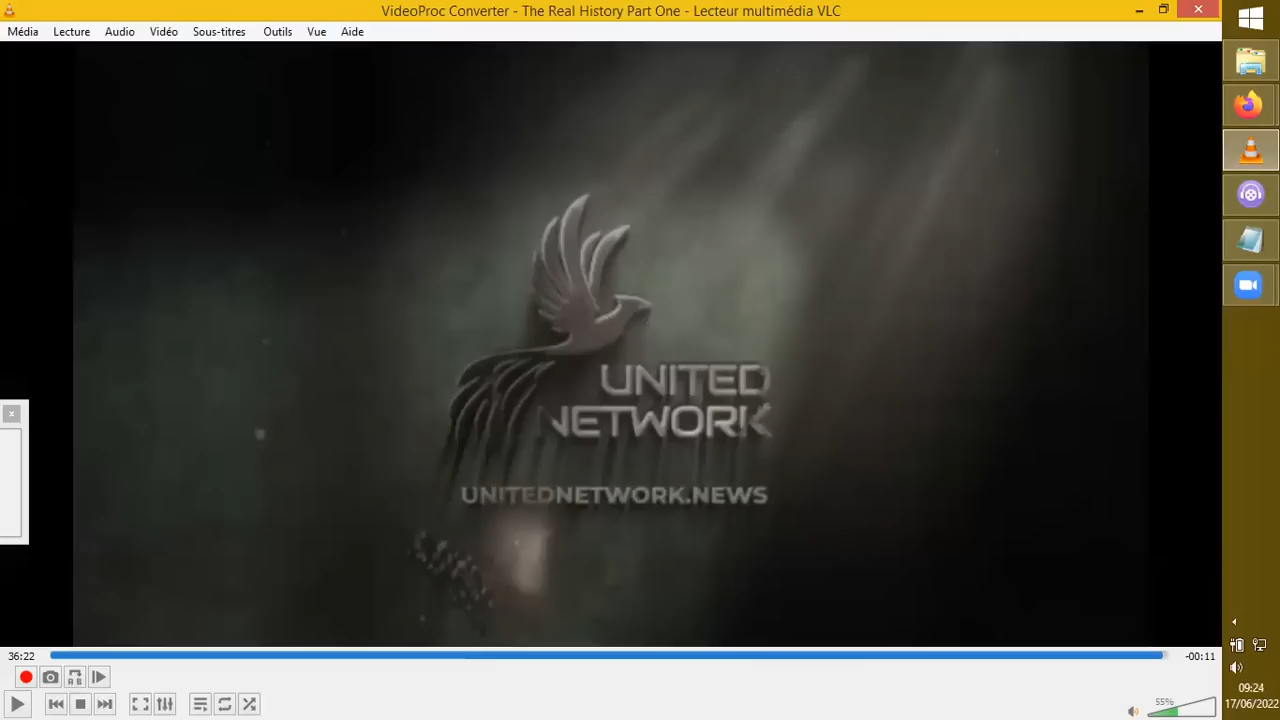 VideoProc Converter - The Real History Part One - Lecteur multimédia VLC
Média Lecture Audio Vidéo Sous-titres Outils Vue Aide
UNITED
NETWORK
UNITEDNETWORK.NEWS
36:22 -00:11
55%
09:24
17/06/2022